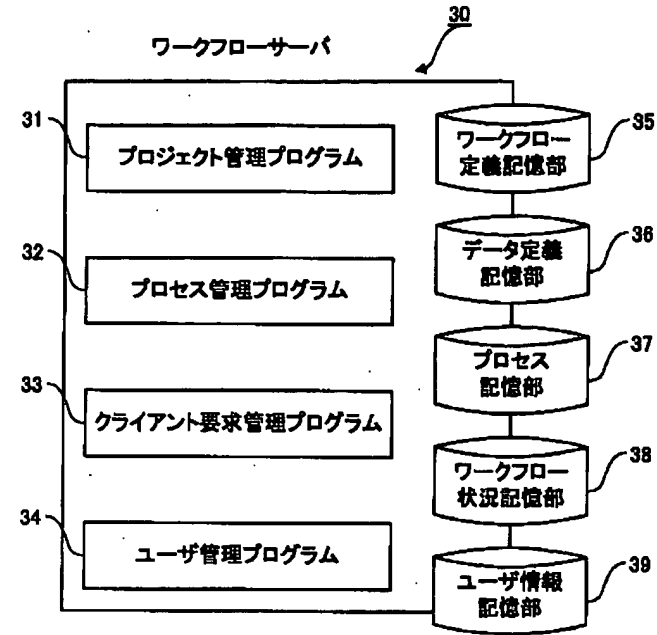 30
ワークフローサーバ
31
プロジェクト管理プログラム
32
プロセス管理プログラム
33
クライアント要求管理プログラム
34
ユーザ管理プログラム
35
ワークフロー
定義記憶部
36
データ定義
記憶部
37
プロセス
記憶部
38
ワークフロー
状況記憶部
39
ユーザ情報
記憶部